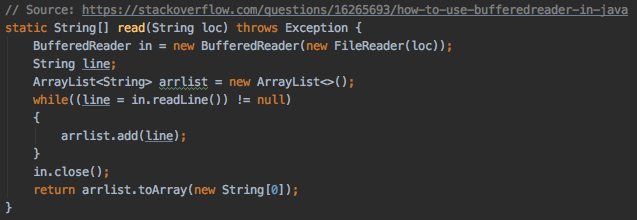 // Source: https://stackoverflow.com/questions/16265693/how-to-use-bufferedreader-in-java
static String[] read(String loc) throws Exception {
    BufferedReader in = new BufferedReader(new FileReader(loc));
    String line;
    ArrayList<String> arrlist = new ArrayList<>();
    while((line = in.readLine()) != null)
    {
        arrlist.add(line);
    }
    in.close();
    return arrlist.toArray(new String[0]);
}